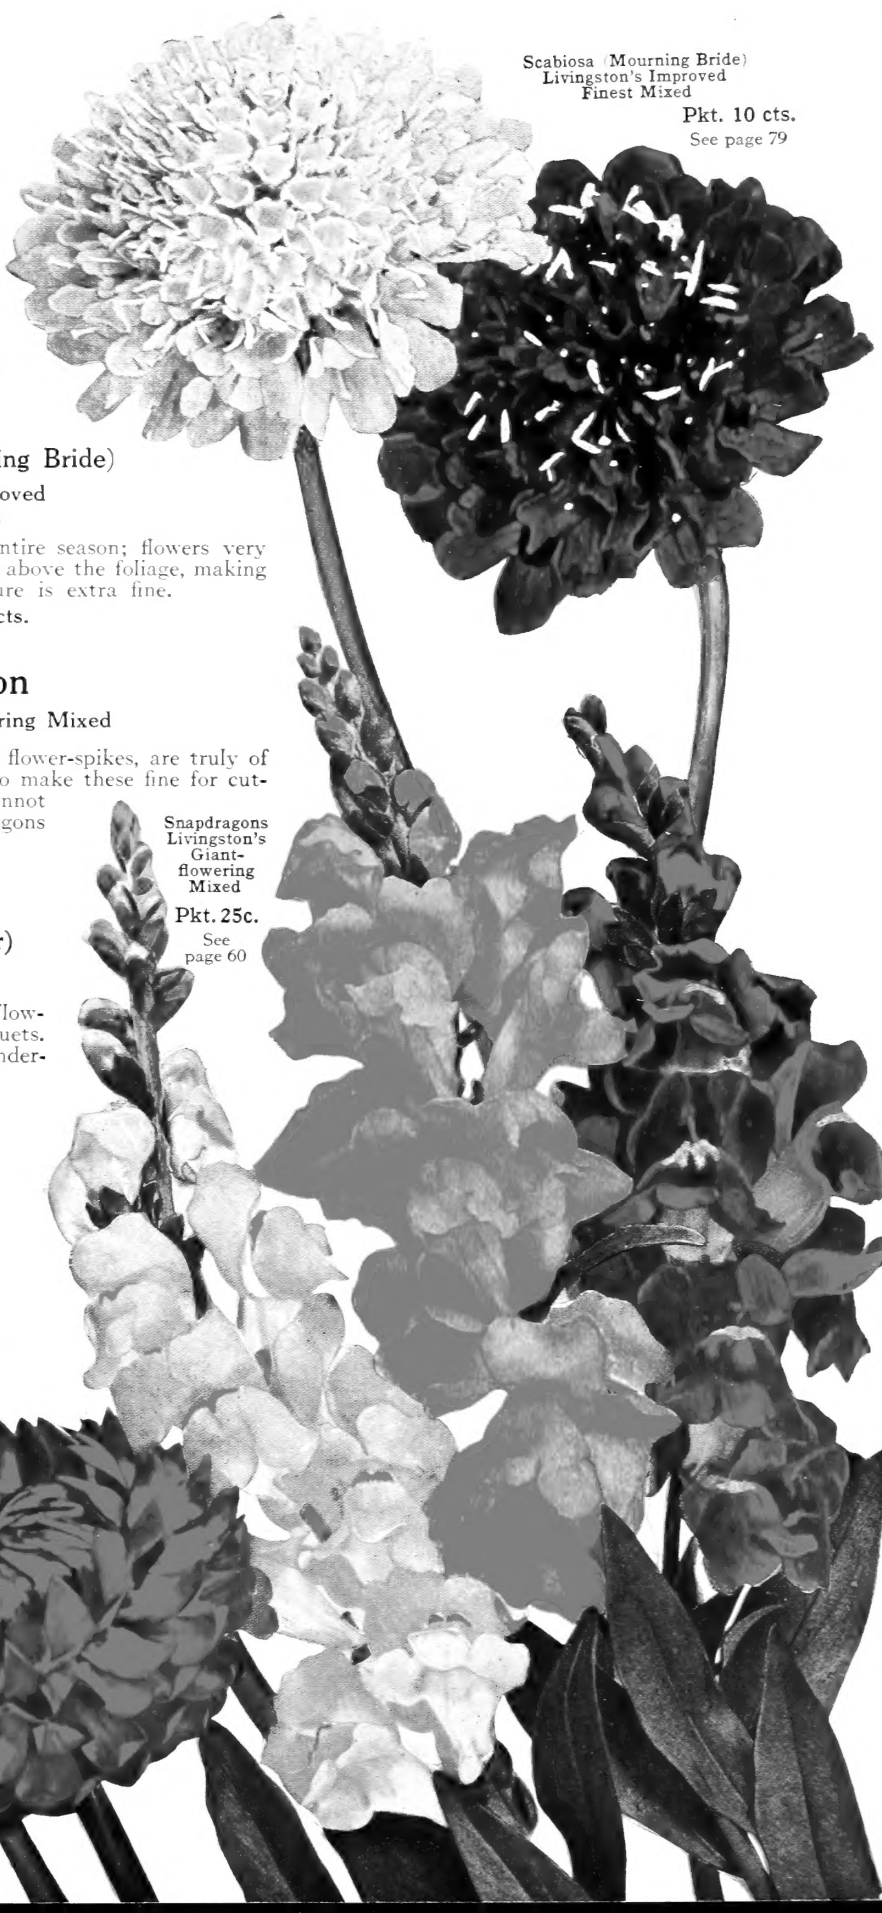 Scabiosa (Mourning Bride)
Livingston's Improved
Finest Mixed
Pkt. 10 cts.
See page 79
ing Bride)
oved
ntire season; flowers very
above the foliage, making
ure is extra fine.
cts.
on
ring Mixed
flower-spikes, are truly of
o make these fine for cut-
nnot
gons
Snapdragons
Livingston's
Giant-
flowering
Mixed
Pkt. 25c.
See
page 60
r)
flow-
uets.
nder-